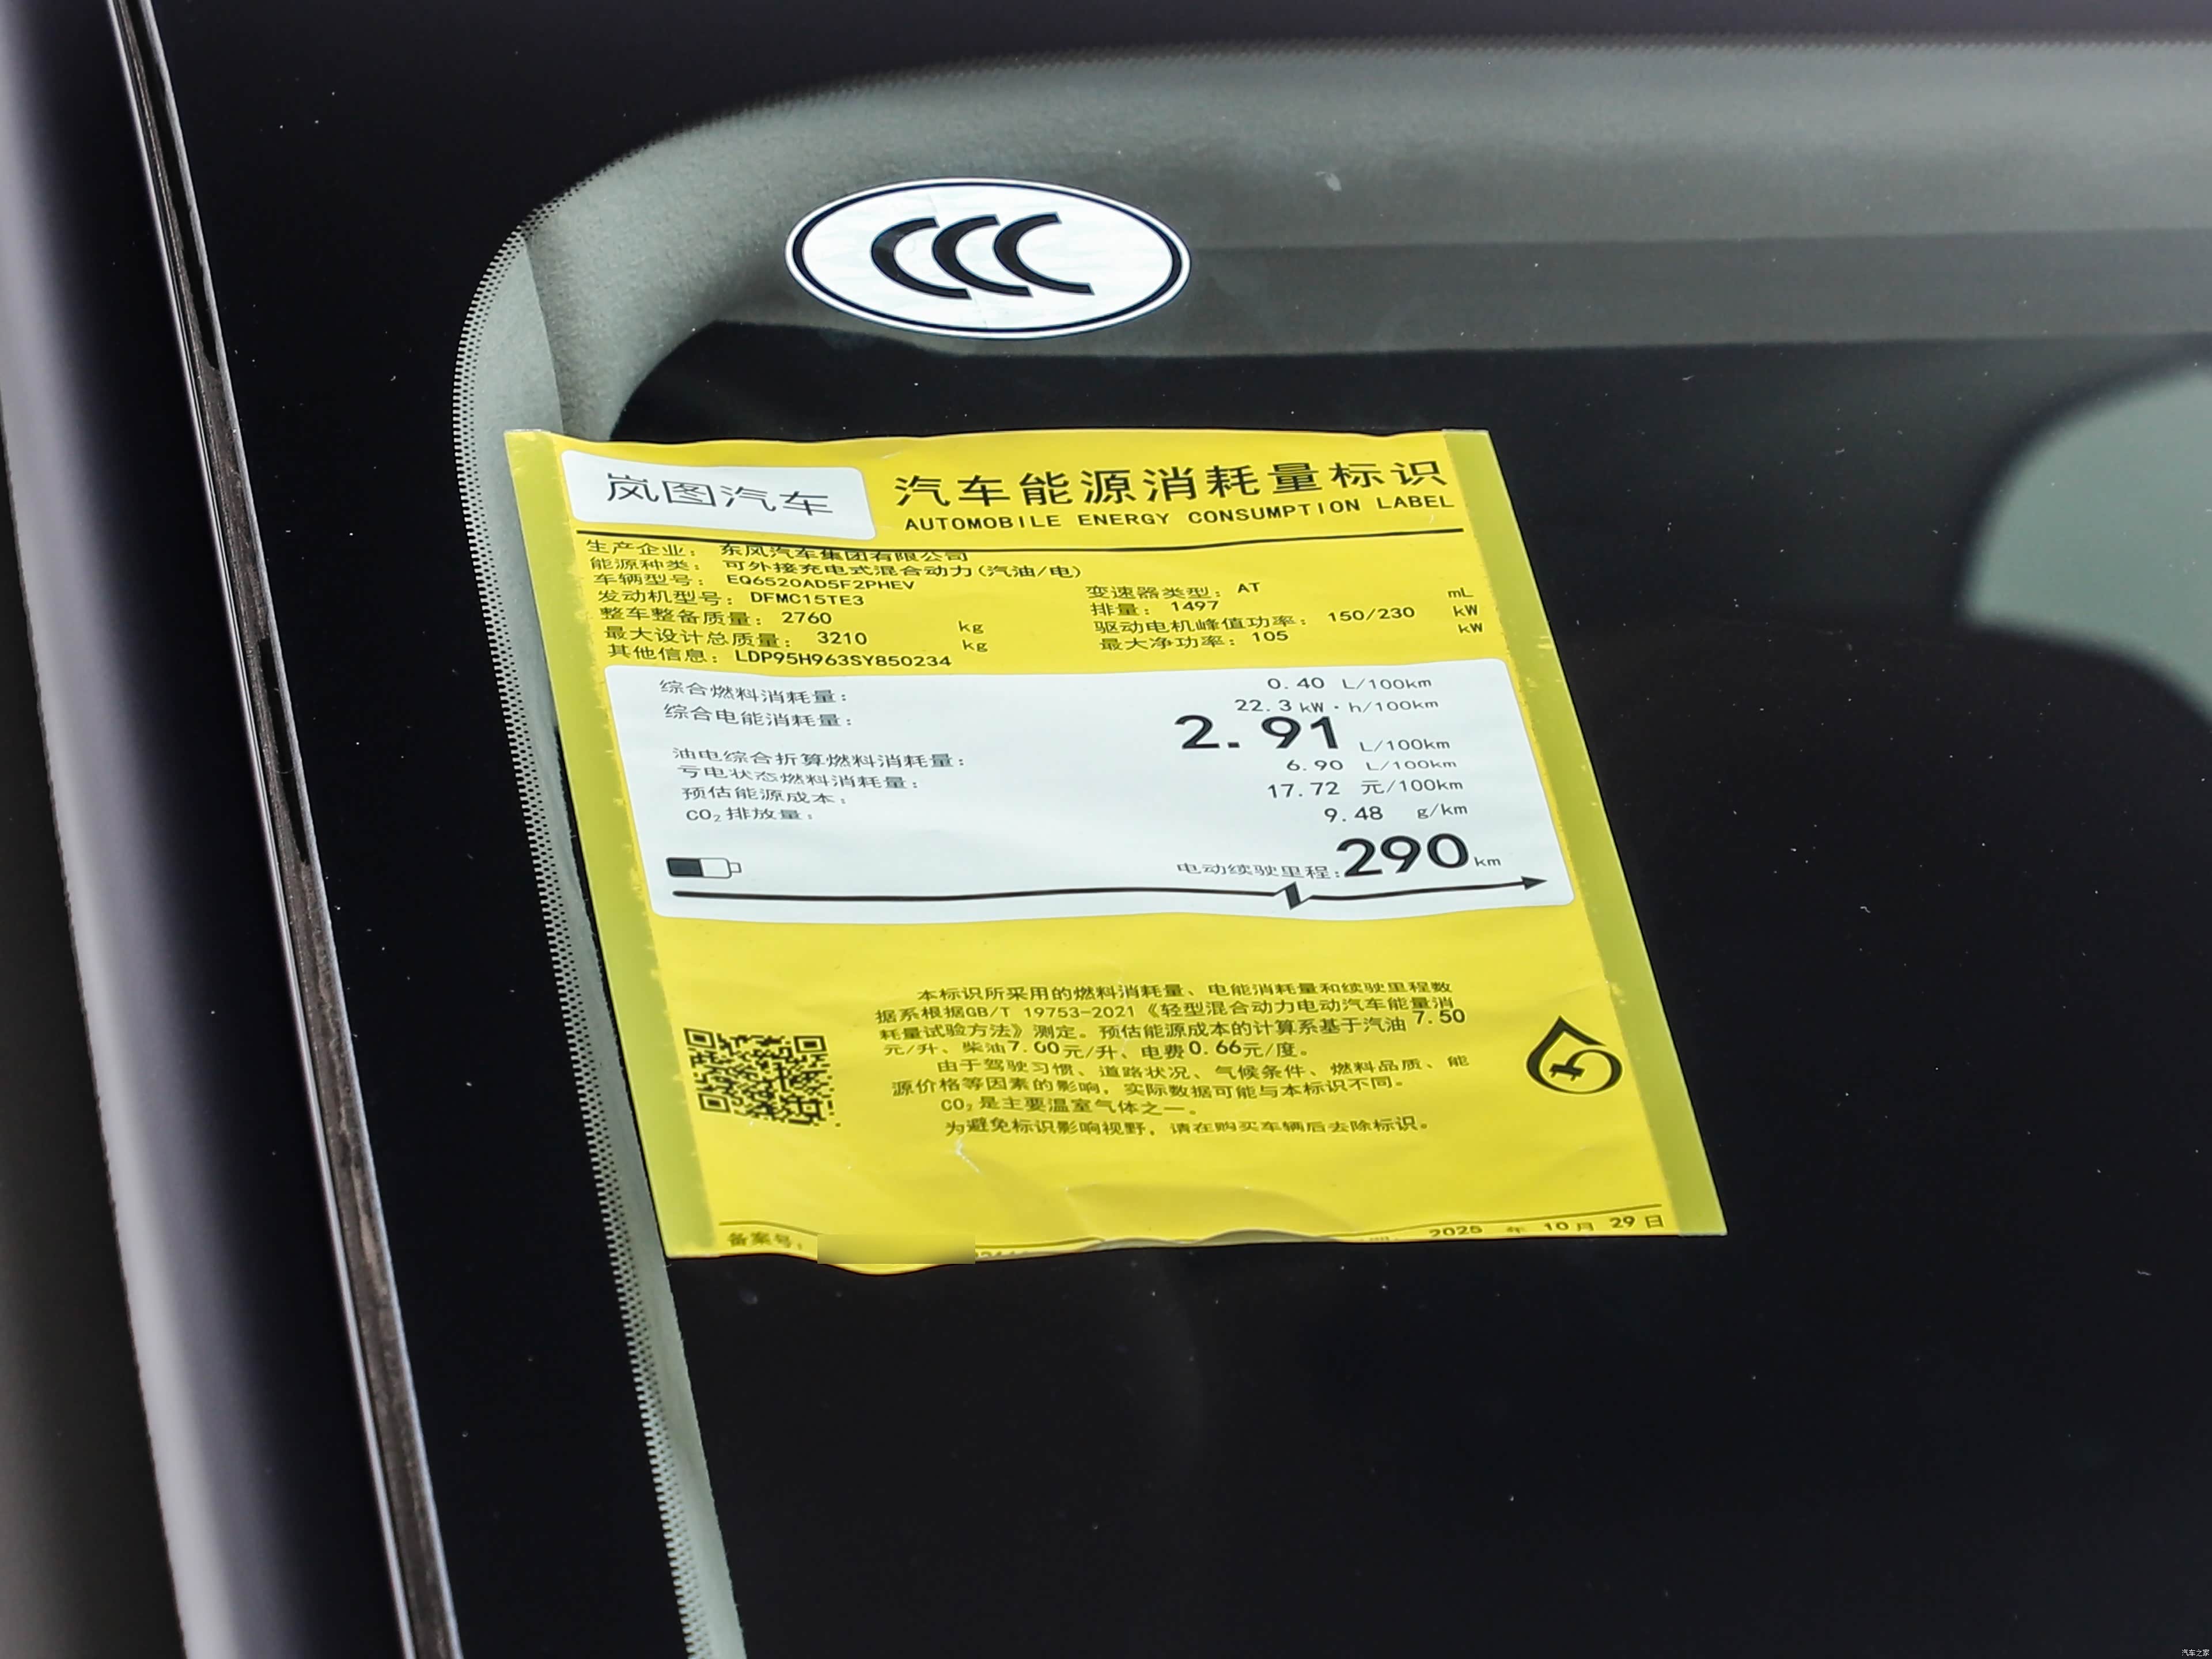 CCC
岚图汽车
汽车能源消耗量标识
AUTOMOBILE ENERGY CONSUMPTION LABEL
生产企业： 东风汽车集团有限公司
能源种类： 可外接充电式混合动力(汽油/电)
车辆型号： EQ6520AD5F2PHEV
变速器类型： AT
发动机型号： DFMC15TE3
排量： 1497 mL
整车整备质量： 2760 kg
驱动电机峰值功率： 150/230 kW
最大设计总质量： 3210 kg
最大净功率： 105 kW
其他信息： LDP95H963SY850234
综合燃料消耗量： 0.40 L/100km
综合电能消耗量： 22.3 kW·h/100km
油电综合折算燃料消耗量： 2.91 L/100km
亏电状态燃料消耗量： 6.90 L/100km
预估能源成本： 17.72 元/100km
CO₂排放量： 9.48 g/km
电动续驶里程：290km
本标识所采用的燃料消耗量、电能消耗量和续驶里程数
据系根据GB/T 19753-2021《轻型混合动力电动汽车能量消
耗量试验方法》测定。预估能源成本的计算系基于汽油7.50
元/升、柴油7.00元/升、电费0.66元/度。
由于驾驶习惯、道路状况、气候条件、燃料品质、能
源价格等因素的影响，实际数据可能与本标识不同。
CO₂是主要温室气体之一。
为避免标识影响视野，请在购买车辆后去除标识。
备案号：
2025 年 10月 29日
汽车之家